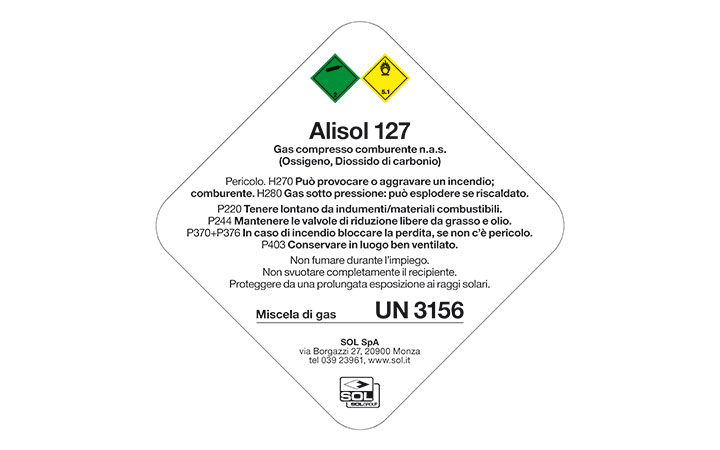 2
5.1
Alisol 127
Gas compresso comburente n.a.s.
(Ossigeno, Diossido di carbonio)
Pericolo. H270 Può provocare o aggravare un incendio;
comburente. H280 Gas sotto pressione: può esplodere se riscaldato.
P220 Tenere lontano da indumenti/materiali combustibili.
P244 Mantenere le valvole di riduzione libere da grasso e olio.
P370+P376 In caso di incendio bloccare la perdita, se non c'è pericolo.
P403 Conservare in luogo ben ventilato.
Non fumare durante l'impiego.
Non svuotare completamente il recipiente.
Proteggere da una prolungata esposizione ai raggi solari.
Miscela di gas UN 3156
SOL SpA
via Borgazzi 27, 20900 Monza
tel 039 23961, www.sol.it
SOL
SOLGROUP